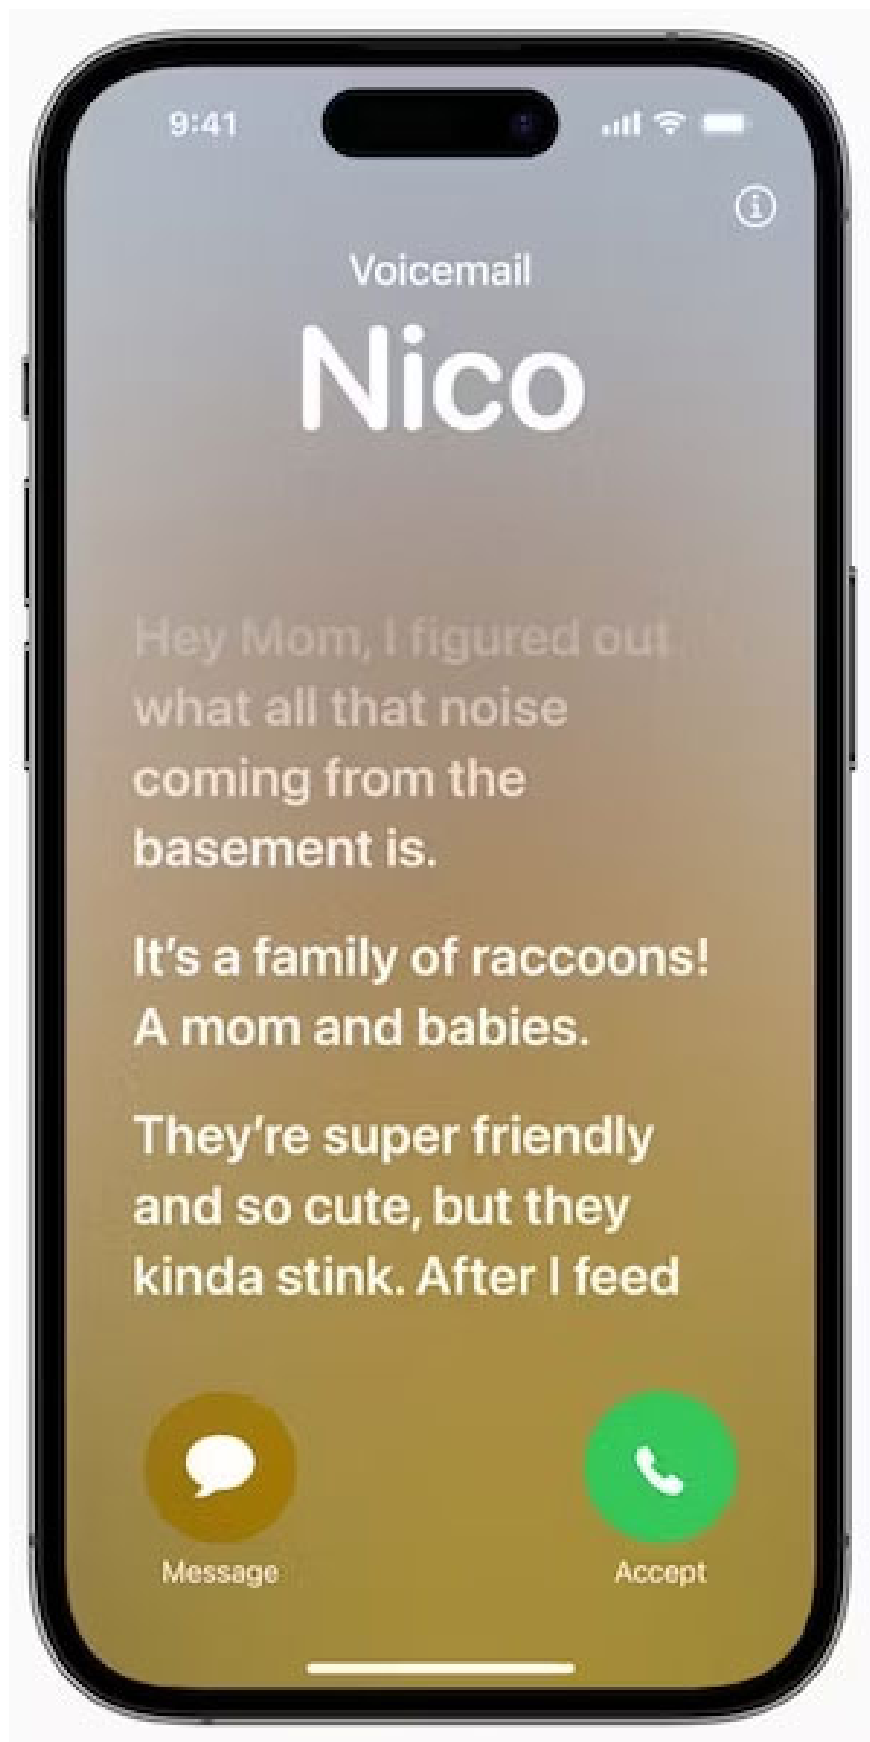 9:41
Voicemail
Nico
Hey Mom, I figured out
what all that noise
coming from the
basement is.
It’s a family of raccoons!
A mom and babies.
They’re super friendly
and so cute, but they
kinda stink. After I feed
Message
Accept